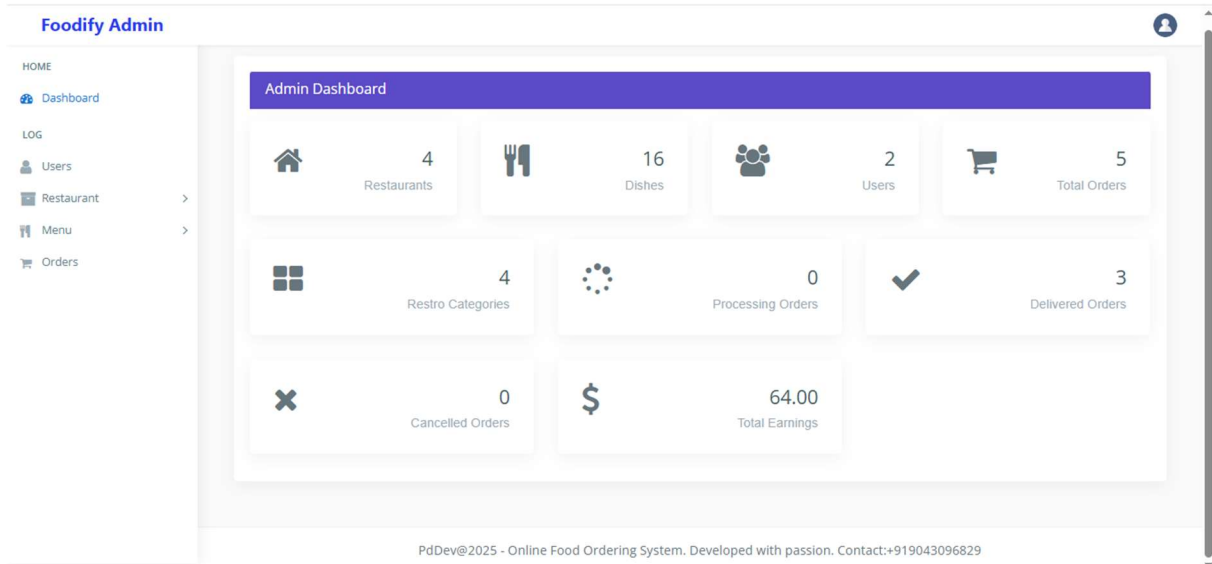 Foodify Admin
HOME
Dashboard
LOG
Users
Restaurant
Menu
Orders
Admin Dashboard
4
Restaurants
16
Dishes
2
Users
5
Total Orders
4
Restro Categories
0
Processing Orders
3
Delivered Orders
0
Cancelled Orders
64.00
Total Earnings
PdDev@2025 - Online Food Ordering System. Developed with passion. Contact:+919043096829